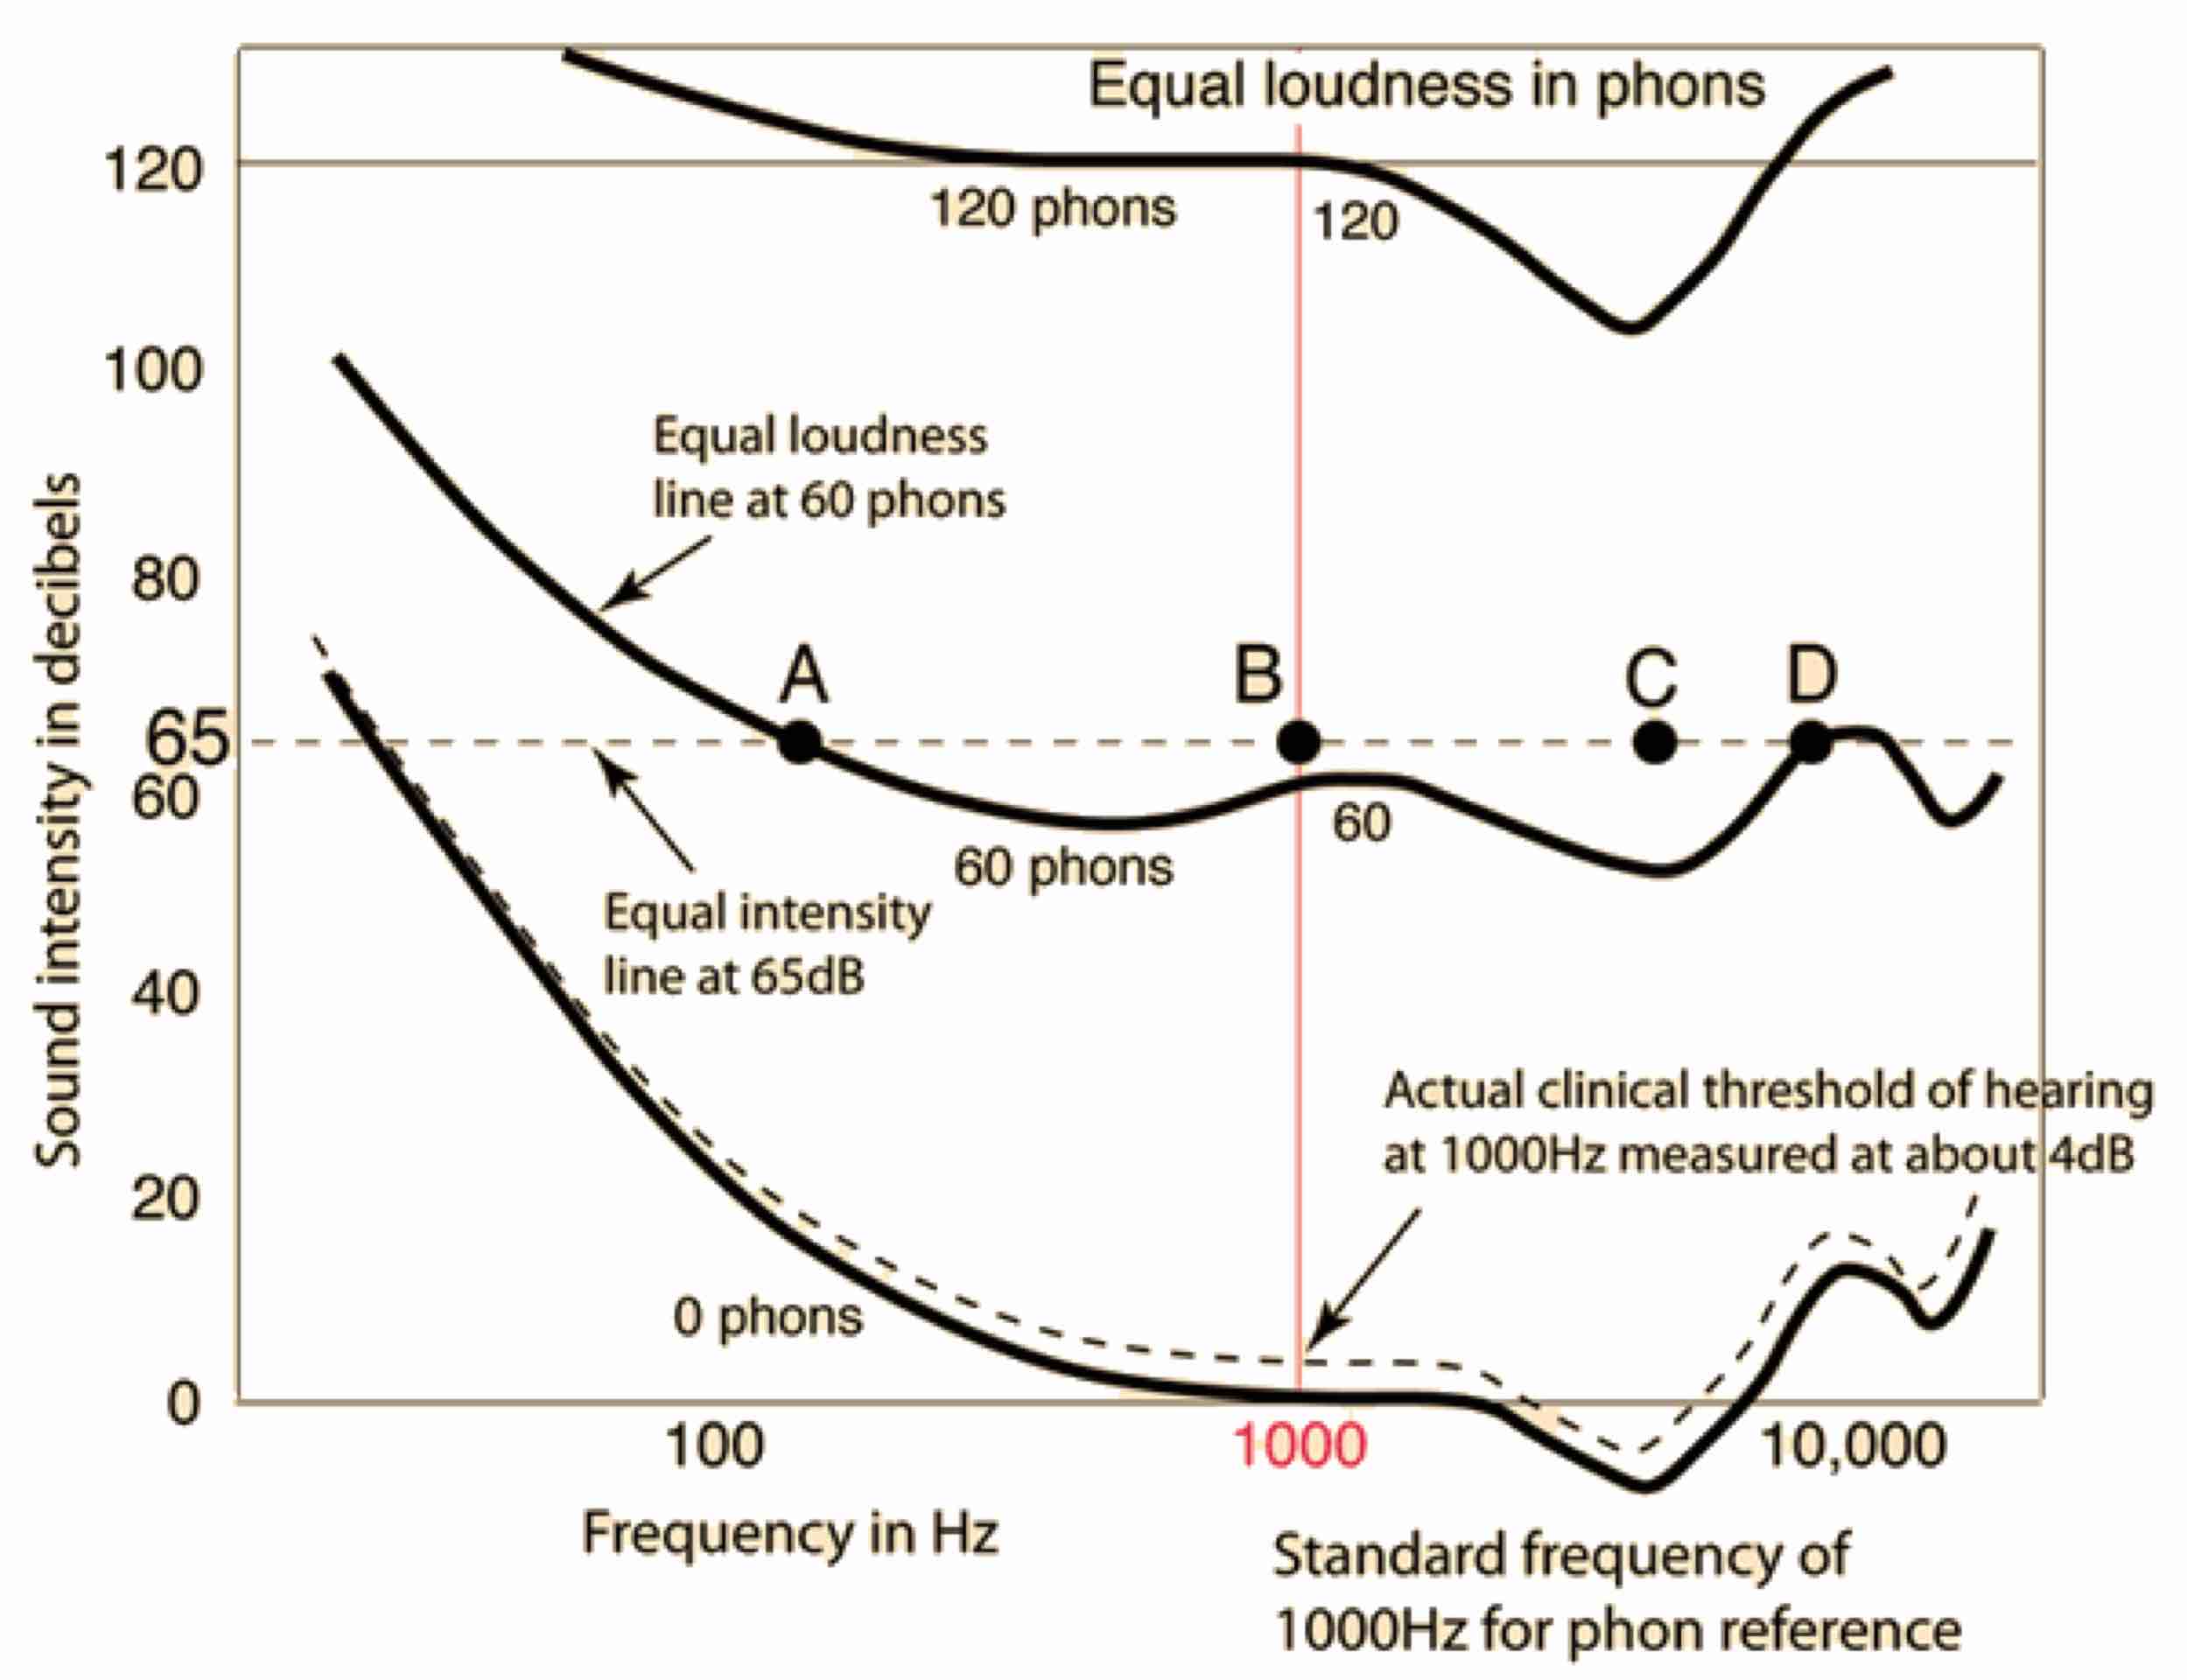 Equal loudness in phons
120
120 phons
120
100
Equal loudness
line at 60 phons
80
A
B
C
D
65
60
60
60 phons
Equal intensity
line at 65dB
40
Actual clinical threshold of hearing
at 1000Hz measured at about 4dB
20
0 phons
0
100
1000
10,000
Frequency in Hz
Standard frequency of
1000Hz for phon reference
Sound intensity in decibels